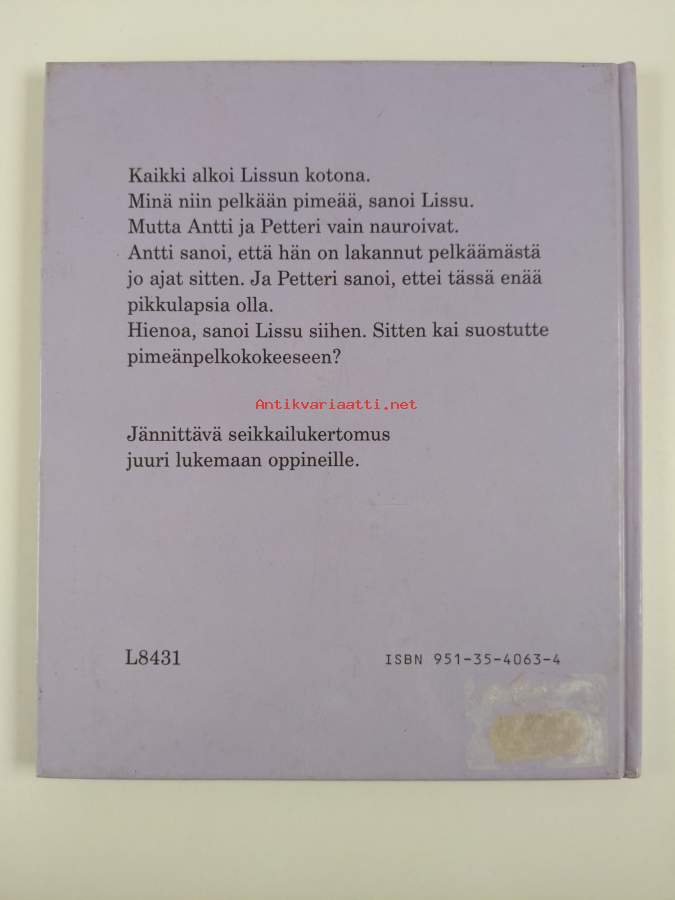 Kaikki alkoi Lissun kotona.
Minä niin pelkään pimeää, sanoi Lissu.
Mutta Antti ja Petteri vain nauroivat.
Antti sanoi, että hän on lakannut pelkäämästä
jo ajat sitten. Ja Petteri sanoi, ettei tässä enää
pikkulapsia olla.
Hienoa, sanoi Lissu siihen. Sitten kai suostutte
pimeänpelkokokeeseen?
Antikvariaatti.net
Jännittävä seikkailukertomus
juuri lukemaan oppineille.
L8431
ISBN 951-35-4063-4